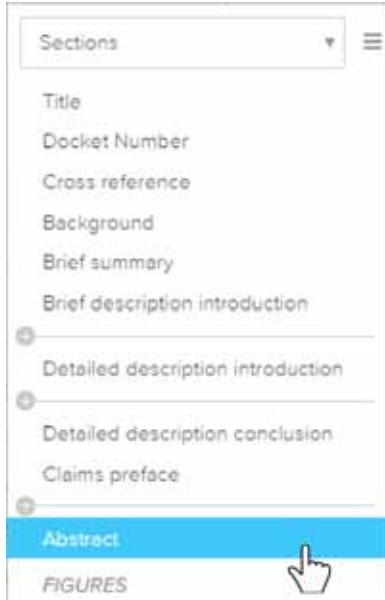 Sections
Title
Docket Number
Cross reference
Background
Brief summary
Brief description introduction
Detailed description introduction
Detailed description conclusion
Claims preface
Abstract
FIGURES